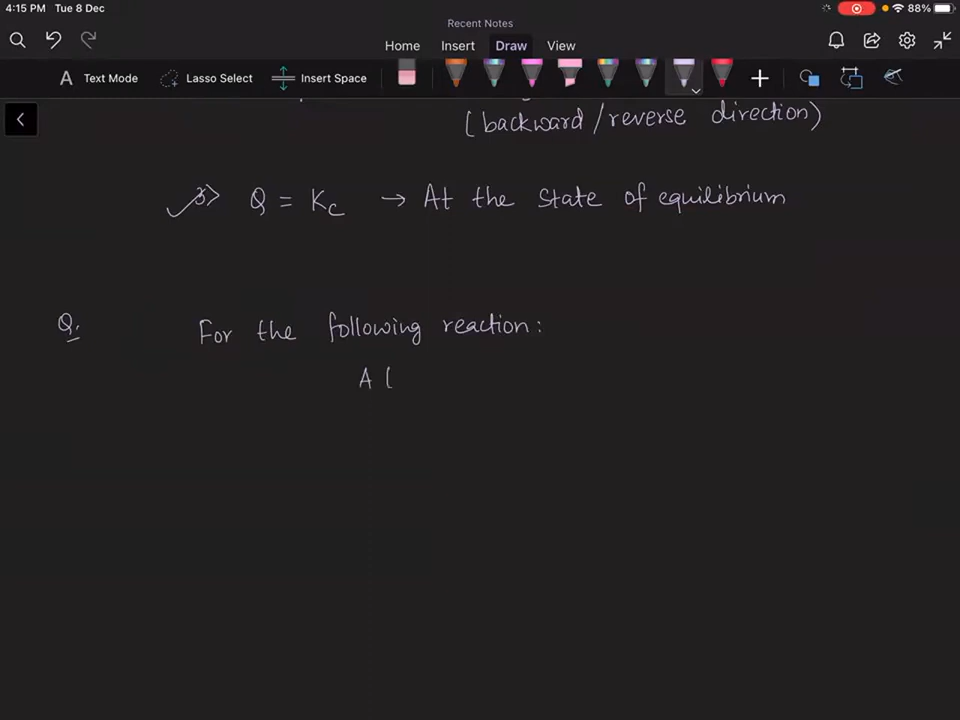 4:15 PM Tue 8 Dec
88%
Recent Notes
Home Insert Draw View
Text Mode Lasso Select Insert Space
(backward/reverse direction)
3> Q = Kc → At the state of equilibrium
Q. For the following reaction:
A (